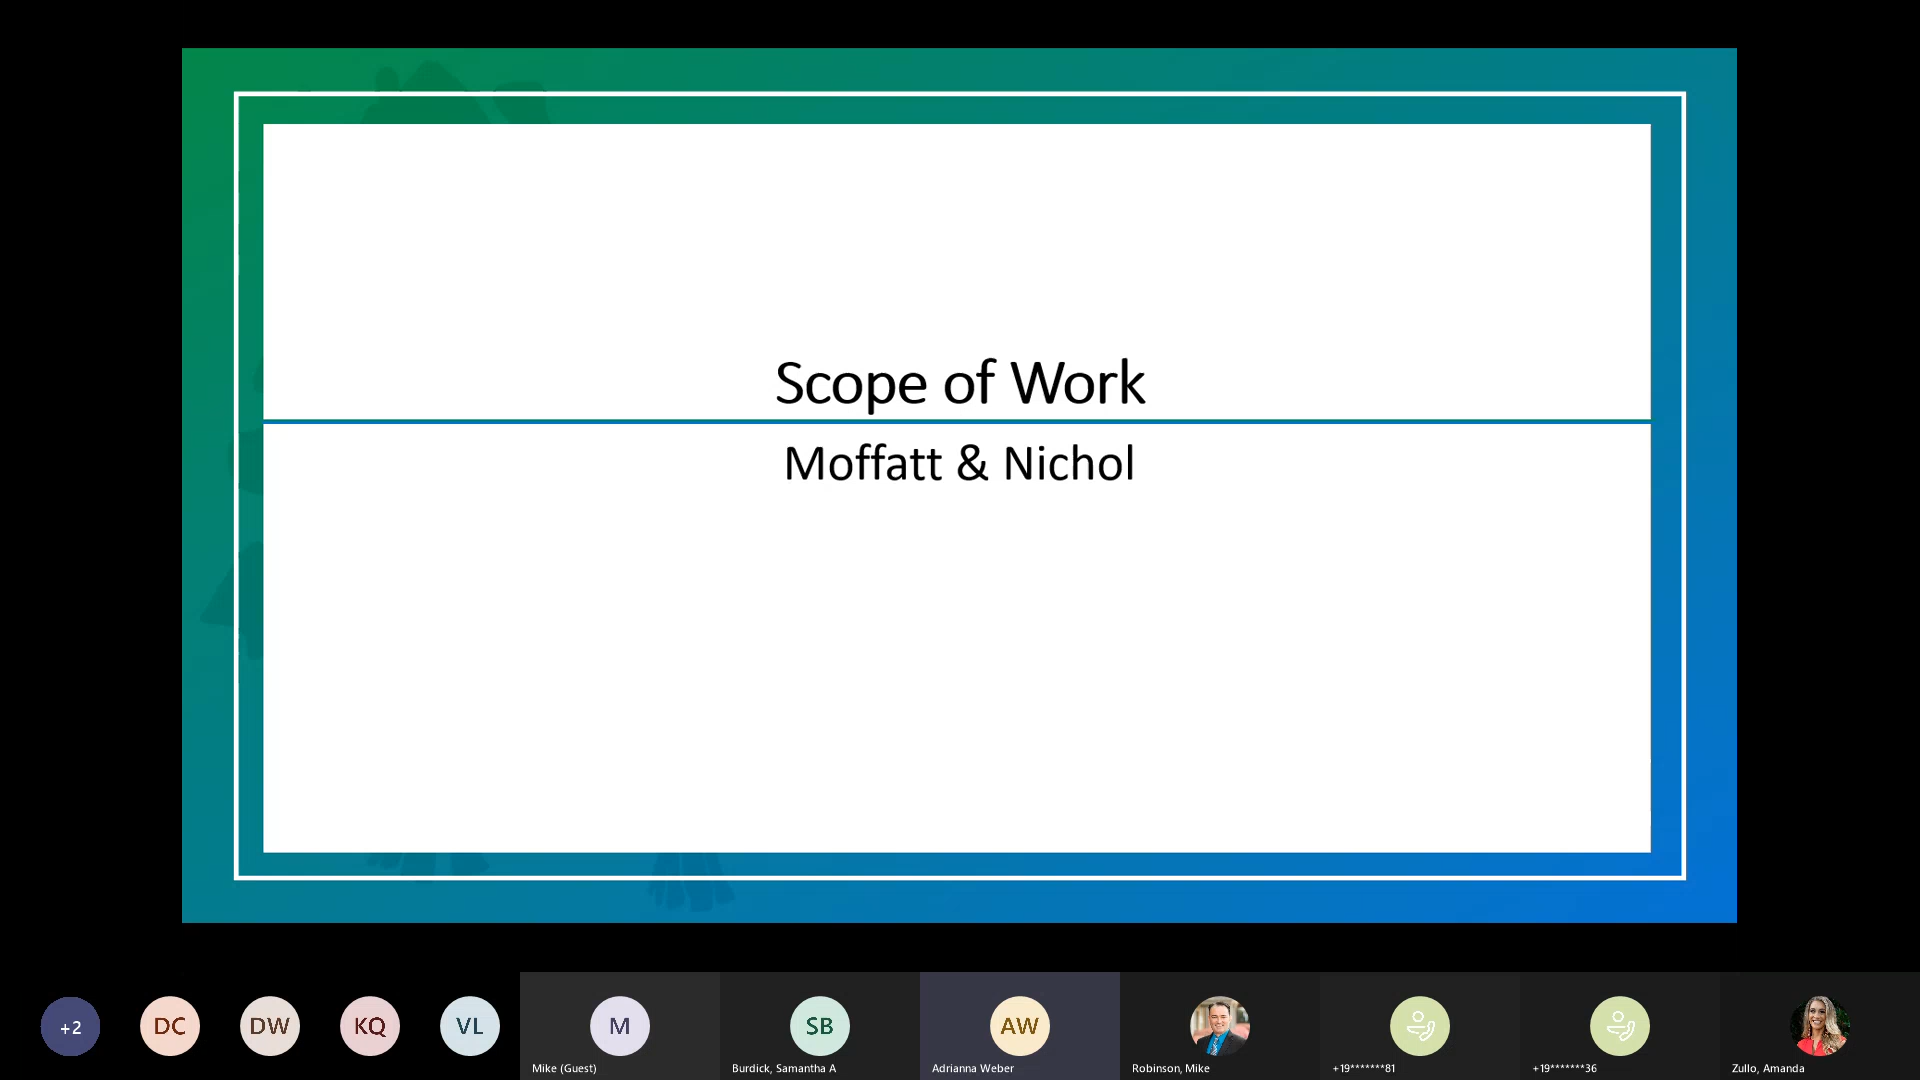 Scope of Work
Moffatt & Nichol
+2
DC
DW
KQ
VL
M
SB
AW
Mike (Guest)
Burdick, Samantha A
Adrianna Weber
Robinson, Mike
+19*******81
+19*******36
Zullo, Amanda